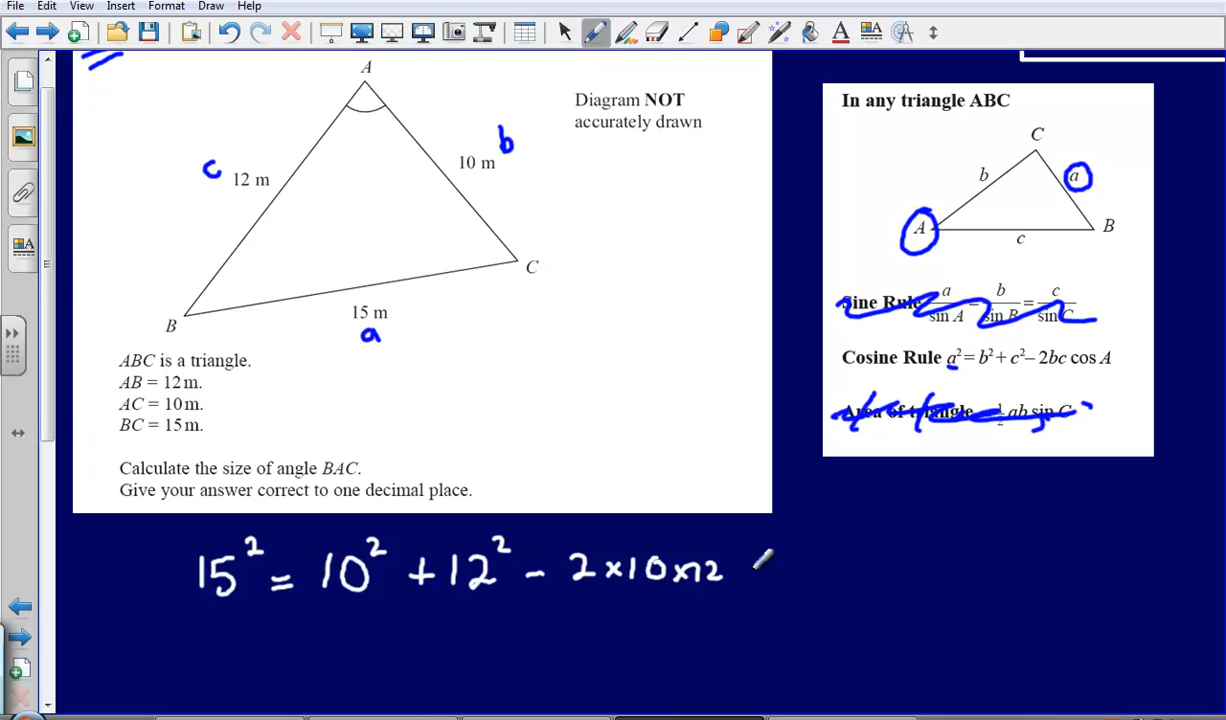 File Edit View Insert Format Draw Help
A
Diagram NOT
accurately drawn
c
12 m
10 m
b
C
B
15 m
a
ABC is a triangle.
AB = 12 m.
AC = 10 m.
BC = 15 m.
Calculate the size of angle BAC.
Give your answer correct to one decimal place.
In any triangle ABC
C
b
a
A
B
c
Sine Rule a/sin A = b/sin B = c/sin C
Cosine Rule a² = b² + c² – 2bc cos A
Area of triangle = ½ ab sin C
15² = 10² + 12² - 2×10×12